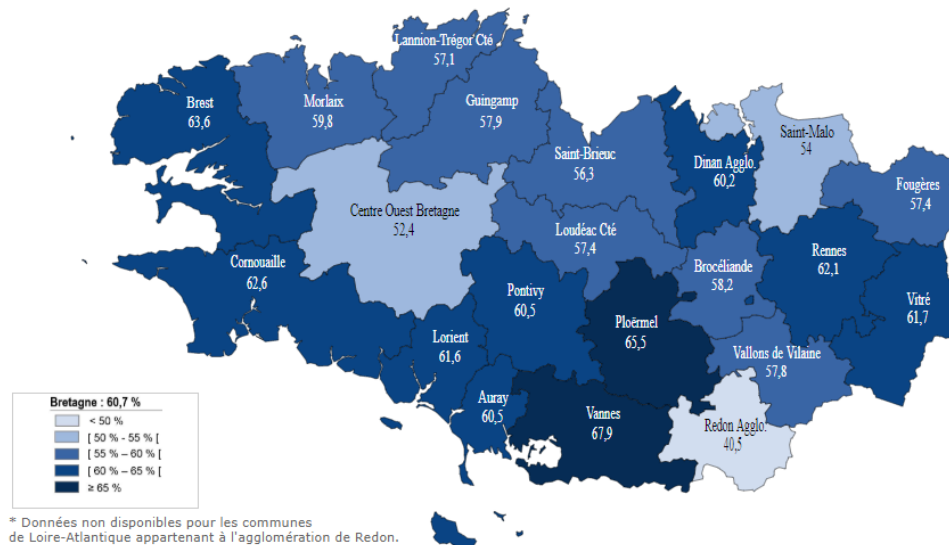 Lannion-Trégor Cté
57,1
Brest
63,6
Morlaix
59,8
Guingamp
57,9
Saint-Brieuc
56,3
Dinan Agglo.
60,2
Saint-Malo
54
Fougères
57,4
Centre Ouest Bretagne
52,4
Loudéac Cté
57,4
Rennes
62,1
Brocéliande
58,2
Cornouaille
62,6
Pontivy
60,5
Vitré
61,7
Ploërmel
65,5
Lorient
61,6
Vallons de Vilaine
57,8
Auray
60,5
Vannes
67,9
Redon Agglo.
40,5
Bretagne : 60,7 %
< 50 %
[ 50 % - 55 % [
[ 55 % – 60 % [
[ 60 % – 65 % [
≥ 65 %
* Données non disponibles pour les communes
de Loire-Atlantique appartenant à l'agglomération de Redon.